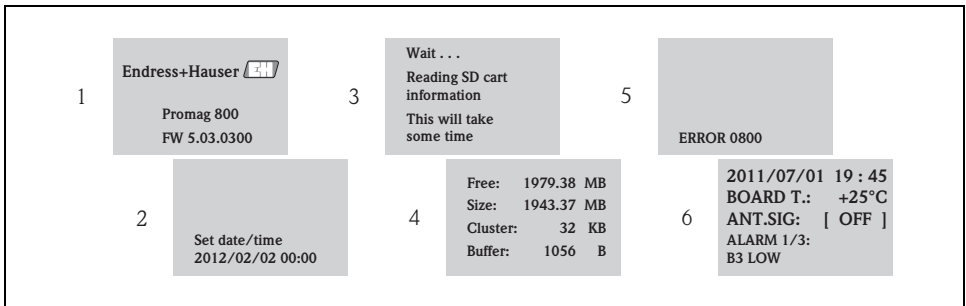 1
Endress+Hauser EH
Promag 800
FW 5.03.0300
2
Set date/time
2012/02/02 00:00
3
Wait . . .
Reading SD cart
information
This will take
some time
4
Free: 1979.38 MB
Size: 1943.37 MB
Cluster: 32 KB
Buffer: 1056 B
5
ERROR 0800
6
2011/07/01 19 : 45
BOARD T.: +25°C
ANT.SIG: [ OFF ]
ALARM 1/3:
B3 LOW